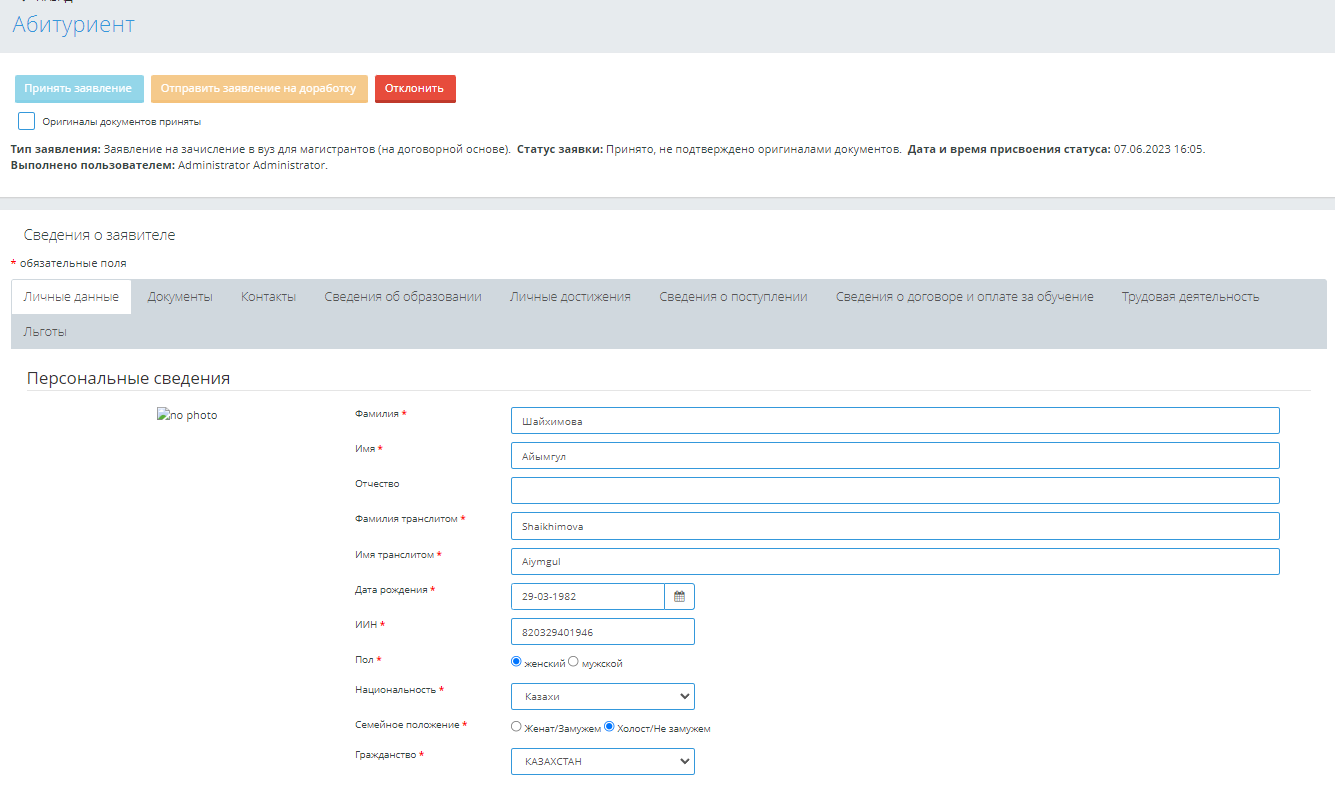 Абитуриент
Принять заявление Отправить заявление на доработку Отклонить
Оригиналы документов приняты
Тип заявления: Заявление на зачисление в вуз для магистрантов (на договорной основе). Статус заявки: Принято, не подтверждено оригиналами документов. Дата и время присвоения статуса: 07.06.2023 16:05.
Выполнено пользователем: Administrator Administrator.
Сведения о заявителе
* обязательные поля
Личные данные Документы Контакты Сведения об образовании Личные достижения Сведения о поступлении Сведения о договоре и оплате за обучение Трудовая деятельность
Льготы
Персональные сведения
no photo
Фамилия * Шайхимова
Имя * Айымгул
Отчество
Фамилия транслитом * Shaikhimova
Имя транслитом * Aiymgul
Дата рождения * 29-03-1982
ИИН * 820329401946
Пол * женский мужской
Национальность * Казахи
Семейное положение * Женат/Замужем Холост/Не замужем
Гражданство * КАЗАХСТАН